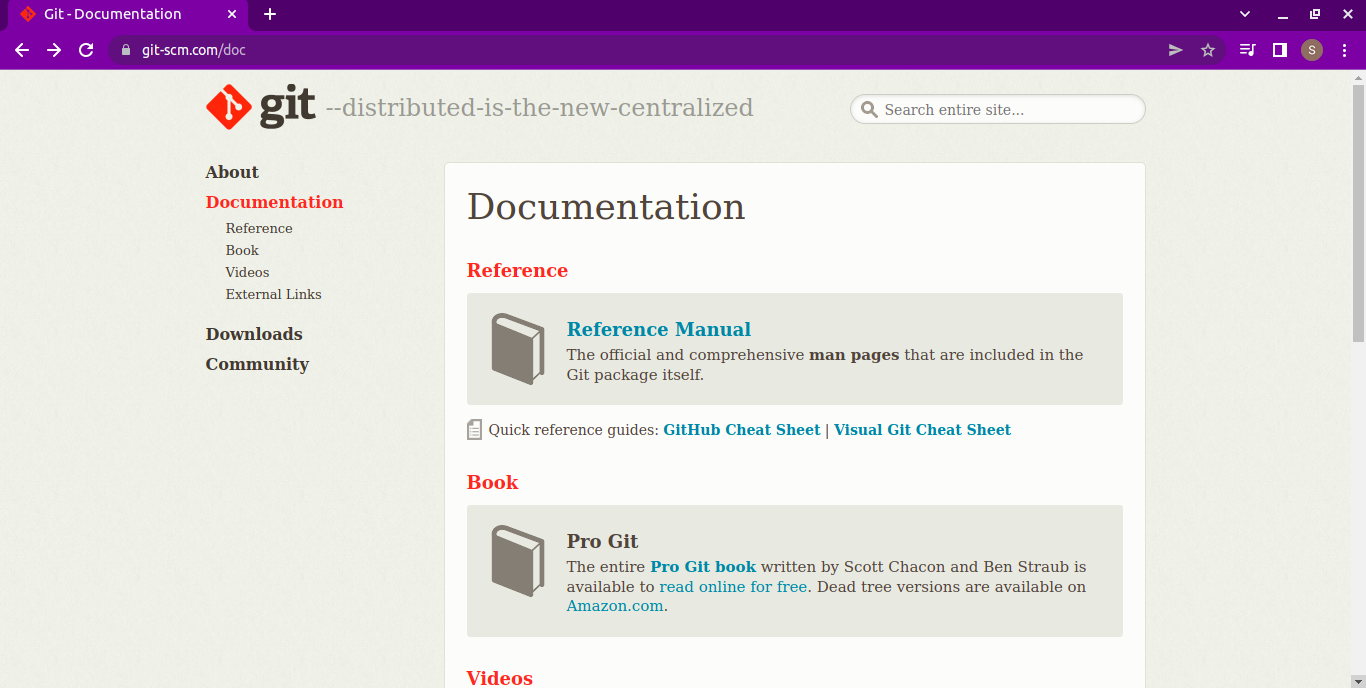 Git - Documentation
git-scm.com/doc
S
git --distributed-is-the-new-centralized
Search entire site...
About
Documentation
Reference
Book
Videos
External Links
Downloads
Community
Documentation
Reference
Reference Manual
The official and comprehensive man pages that are included in the
Git package itself.
Quick reference guides: GitHub Cheat Sheet | Visual Git Cheat Sheet
Book
Pro Git
The entire Pro Git book written by Scott Chacon and Ben Straub is
available to read online for free. Dead tree versions are available on
Amazon.com.
Videos